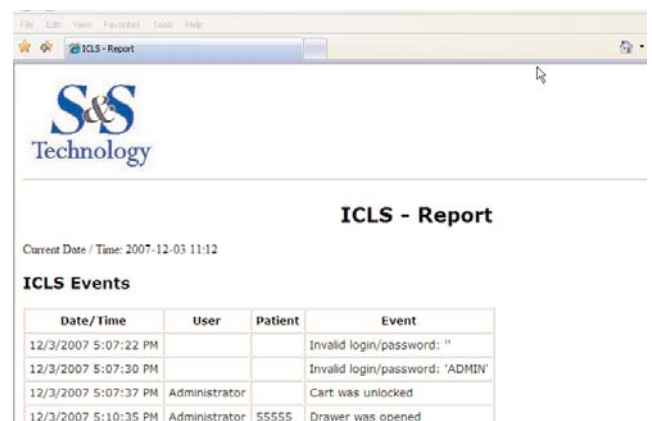 File Edit View Favorites Tools Help
ICLS - Report
S&S
Technology
ICLS - Report
Current Date / Time: 2007-12-03 11:12
ICLS Events
Date/Time User Patient Event
12/3/2007 5:07:22 PM Invalid login/password: ''
12/3/2007 5:07:30 PM Invalid login/password: 'ADMIN'
12/3/2007 5:07:37 PM Administrator Cart was unlocked
12/3/2007 5:10:35 PM Administrator 55555 Drawer was opened